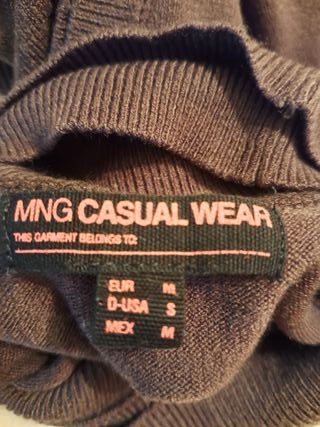 MNG CASUAL WEAR
THIS GARMENT BELONGS TO:
EUR M
D-USA S
MEX M